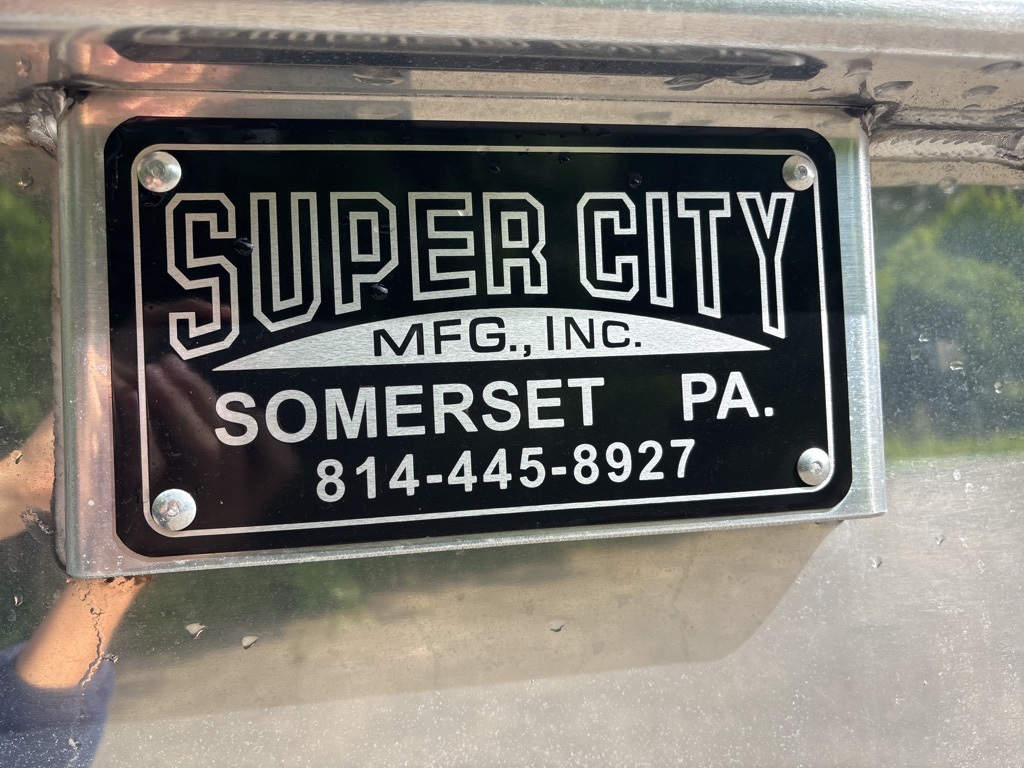 SUPER CITY
MFG., INC.
SOMERSET PA.
814-445-8927